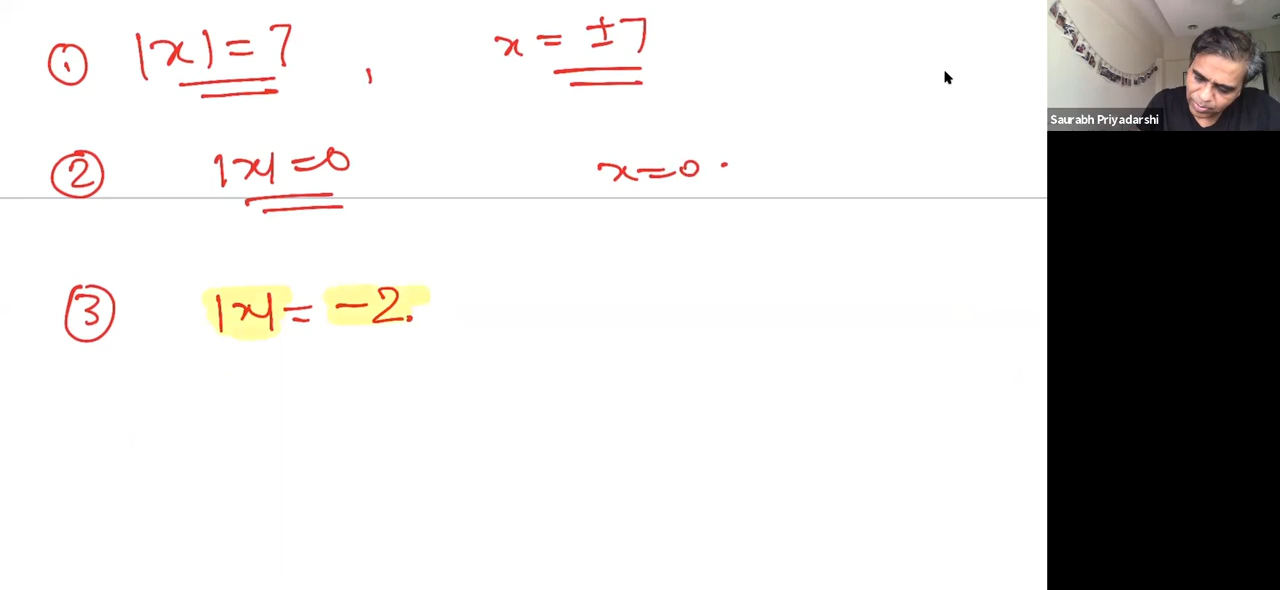 ① |x| = 7 , x = ±7
Saurabh Priyadarshi
② |x| = 0 x = 0 .
③ |x| = -2.